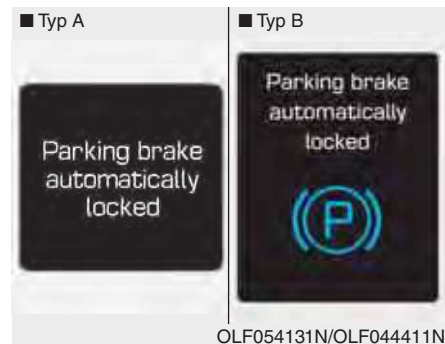 ■ Typ A
Parking brake
automatically
locked
■ Typ B
Parking brake
automatically
locked
P
OLF054131N/OLF044411N